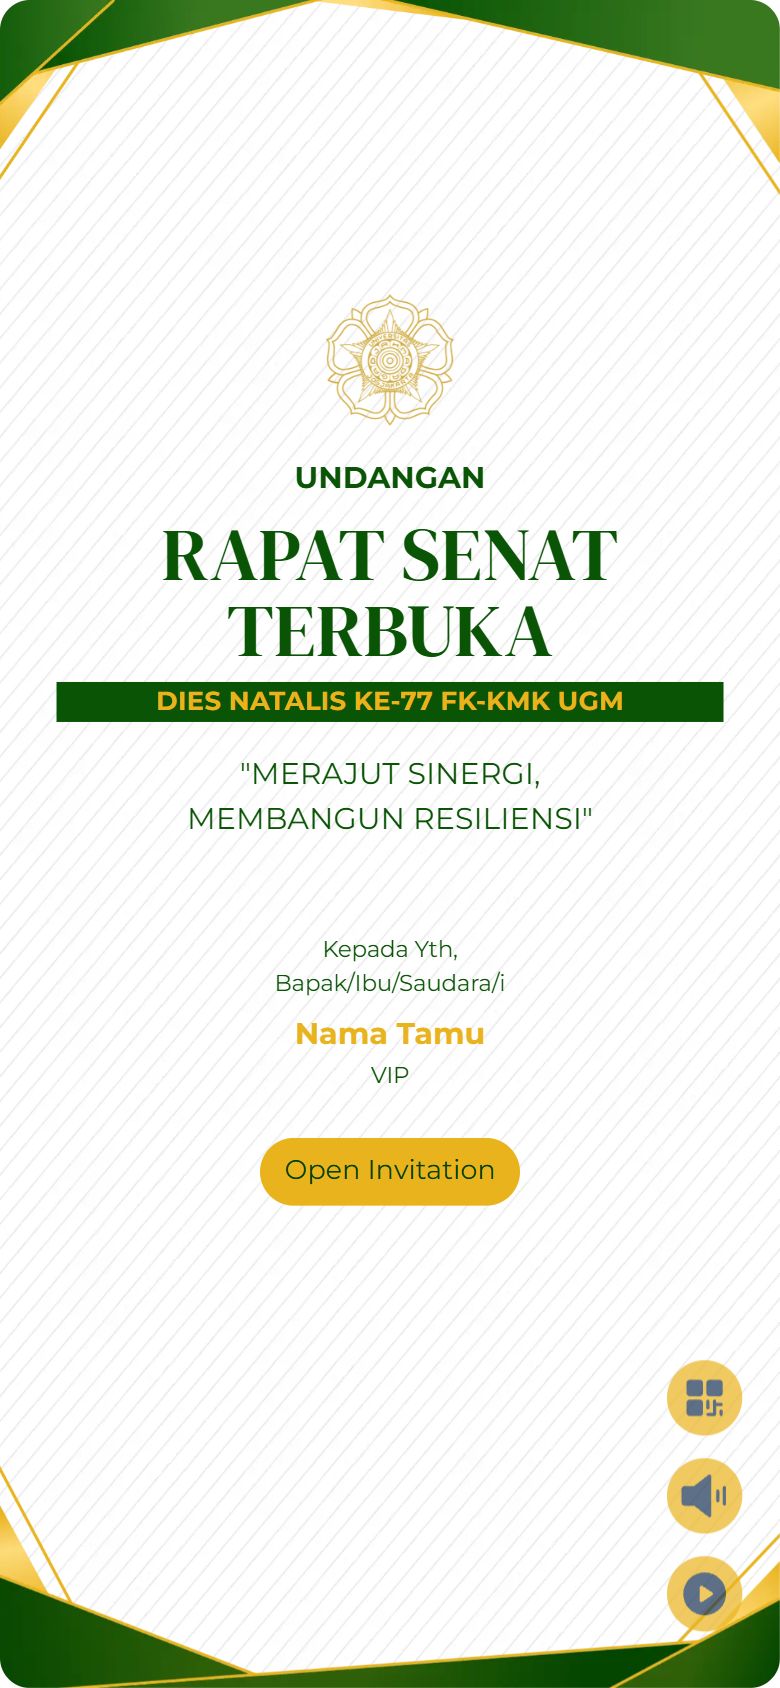 UNDANGAN
RAPAT SENAT
TERBUKA
DIES NATALIS KE-77 FK-KMK UGM
"MERAJUT SINERGI,
MEMBANGUN RESILIENSI"
Kepada Yth,
Bapak/Ibu/Saudara/i
Nama Tamu
VIP
Open Invitation